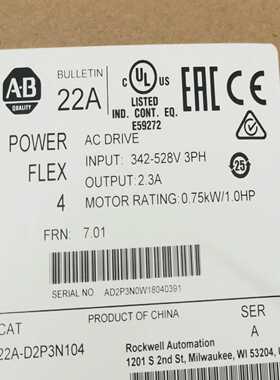 A·B
QUALITY
BULLETIN
22A
C UL US
LISTED
IND. CONT. EQ.
E59272
EAC
CE
POWER
FLEX
4
AC DRIVE
INPUT: 342-528V 3PH
OUTPUT: 2.3A
MOTOR RATING: 0.75kW/1.0HP
25
FRN: 7.01
SERIAL NO AD2P3N0W18040391
CAT
PRODUCT OF CHINA
SER
22A-D2P3N104
A
Rockwell Automation
1201 S 2nd St, Milwaukee, WI 53204,